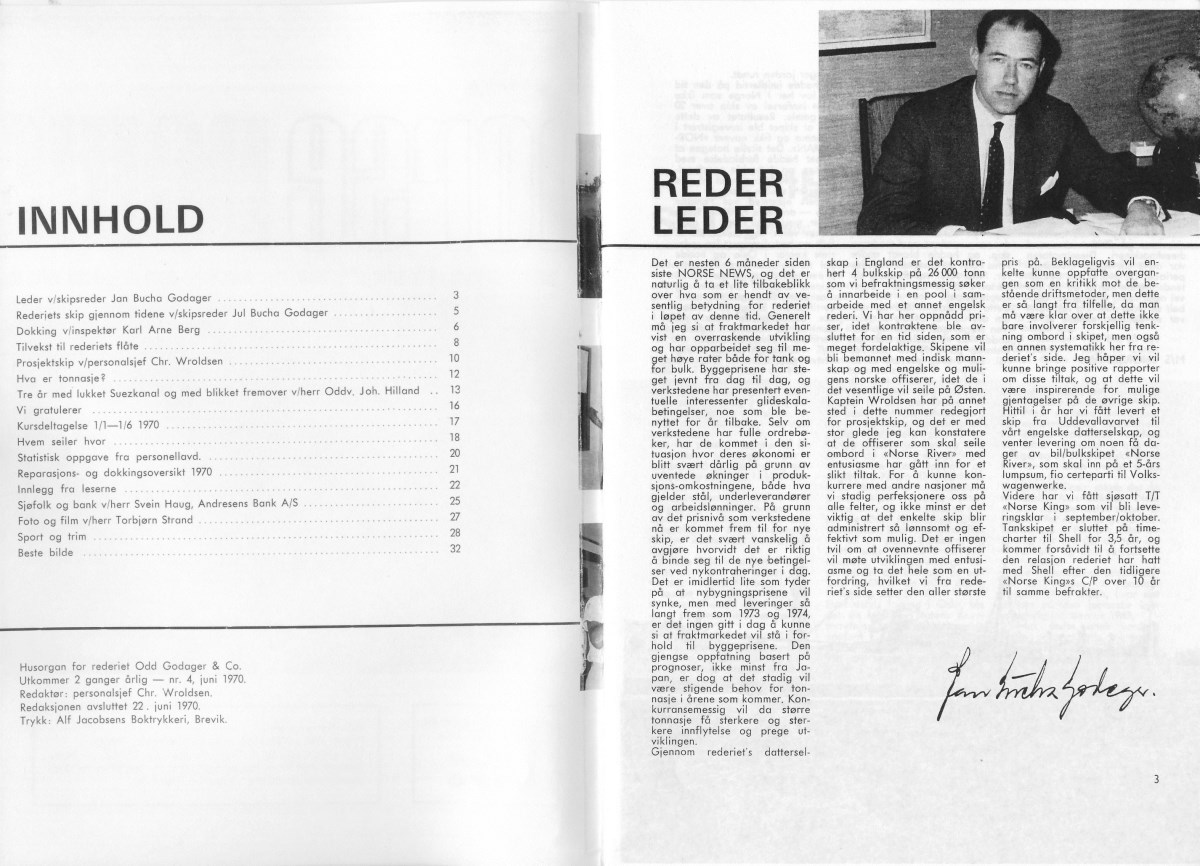 INNHOLD
Leder v/skipsreder Jan Bucha Godager 3
Rederiets skip gjennom tidene v/skipsreder Jul Bucha Godager 5
Dokking v/inspektør Karl Arne Berg 6
Tilvekst til rederiets flåte 8
Prosjektskip v/personalsjef Chr. Wroldsen 10
Hva er tonnasje? 12
Tre år med lukket Suezkanal og med blikket fremover v/herr Oddv. Joh. Hilland 13
Vi gratulerer 16
Kursdeltagelse 1/1—1/6 1970 17
Hvem seiler hvor 18
Statistisk oppgave fra personellavd. 20
Reparasjons- og dokkingsoversikt 1970 21
Innlegg fra leserne 22
Sjøfolk og bank v/herr Svein Haug, Andresens Bank A/S 25
Foto og film v/herr Torbjørn Strand 27
Sport og trim 28
Beste bilde 32
Husorgan for rederiet Odd Godager & Co.
Utkommer 2 ganger årlig — nr. 4, juni 1970.
Redaktør: personalsjef Chr. Wroldsen.
Redaksjonen avsluttet 22. juni 1970.
Trykk: Alf Jacobsens Boktrykkeri, Brevik.
REDER
LEDER
Det er nesten 6 måneder siden
siste NORSE NEWS, og det er
naturlig å ta et lite tilbakeblikk
over hva som er hendt av ve-
sentlig betydning for rederiet
i løpet av denne tid. Generelt
må jeg si at fraktmarkedet har
vist en overraskende utvikling
og har opparbeidet seg til me-
get høye rater både for tank og
for bulk. Byggeprisene har ste-
get jevnt fra dag til dag, og
verkstedene har presentert even-
tuelle interessenter glideskala-
betingelser, noe som ble be-
nyttet for år tilbake. Selv om
verkstedene har fulle ordrebø-
ker, har de kommet i den si-
tuasjon hvor deres økonomi er
blitt svært dårlig på grunn av
uventede økninger i produk-
sjons-omkostningene, både hva
gjelder stål, underleverandører
og arbeidslønninger. På grunn
av det prisnivå som verkstedene
nå er kommet frem til for nye
skip, er det svært vanskelig å
avgjøre hvorvidt det er riktig
å binde seg til de nye betingel-
ser ved nykontraheringer i dag.
Det er imidlertid lite som tyder
på at nybygningsprisene vil
synke, men med leveringer så
langt frem som 1973 og 1974,
er det ingen gitt i dag å kunne
si at fraktmarkedet vil stå i for-
hold til byggeprisene. Den
gjengse oppfatning basert på
prognoser, ikke minst fra Ja-
pan, er dog at det stadig vil
være stigende behov for ton-
nasje i årene som kommer. Kon-
kurransemessig vil da større
tonnasje få sterkere og ster-
kere innflytelse og prege ut-
viklingen.
Gjennom rederiet's dattersel-
skap i England er det kontra-
hert 4 bulkskip på 26 000 tonn
som vi befraktningsmessig søker
å innarbeide i en pool i sam-
arbeide med et annet engelsk
rederi. Vi har her oppnådd pri-
ser, idet kontraktene ble av-
sluttet for en tid siden, som er
meget fordelaktige. Skipene vil
bli bemannet med indisk mann-
skap og med engelske og muli-
gens norske offiserer, idet de i
det vesentlige vil seile på Østen.
Kaptein Wroldsen har på annet
sted i dette nummer redegjort
for prosjektskip, og det er med
stor glede jeg kan konstatere
at de offiserer som skal seile
ombord i «Norse River» med
entusiasme har gått inn for et
slikt tiltak. For å kunne kon-
kurrere med andre nasjoner må
vi stadig perfeksjonere oss på
alle felter, og ikke minst er det
viktig at det enkelte skip blir
administrert så lønnsomt og ef-
fektivt som mulig. Det er ingen
tvil om at ovennevnte offiserer
vil møte utviklingen med entusi-
asme og ta det hele som en ut-
fordring, hvilket vi fra rede-
riet's side setter den aller største
pris på. Beklageligvis vil en-
kelte kunne oppfatte overgan-
gen som en kritikk mot de be-
stående driftsmetoder, men dette
er så langt fra tilfelle, da man
må være klar over at dette ikke
bare involverer forskjellig tenk-
ning ombord i skipet, men også
en annen systematikk her fra re-
deriet's side. Jeg håper vi vil
kunne bringe positive rapporter
om disse tiltak, og at dette vil
være inspirerende for mulige
gjentagelser på de øvrige skip.
Hittil i år har vi fått levert et
skip fra Uddevallavarvet til
vårt engelske datterselskap, og
venter levering om noen få da-
ger av bil/bulkskipet «Norse
River», som skal inn på et 5-års
lumpsum, fio certeparti til Volks-
wagenwerke.
Videre har vi fått sjøsatt T/T
«Norse King» som vil bli leve-
ringsklar i september/oktober.
Tankskipet er sluttet på time-
charter til Shell for 3,5 år, og
kommer forsåvidt til å fortsette
den relasjon rederiet har hatt
med Shell efter den tidligere
«Norse King»s C/P over 10 år
til samme befrakter.
Jan Bucha Godager.
3